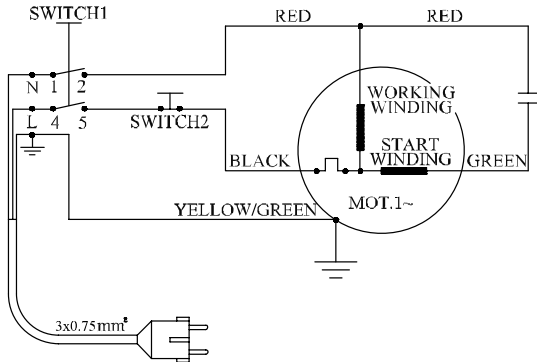 SWITCH1
RED
RED
N 1 2
L 4 5
SWITCH2
WORKING
WINDING
START
WINDING
BLACK
GREEN
YELLOW/GREEN
MOT.1~
3x0.75mm²